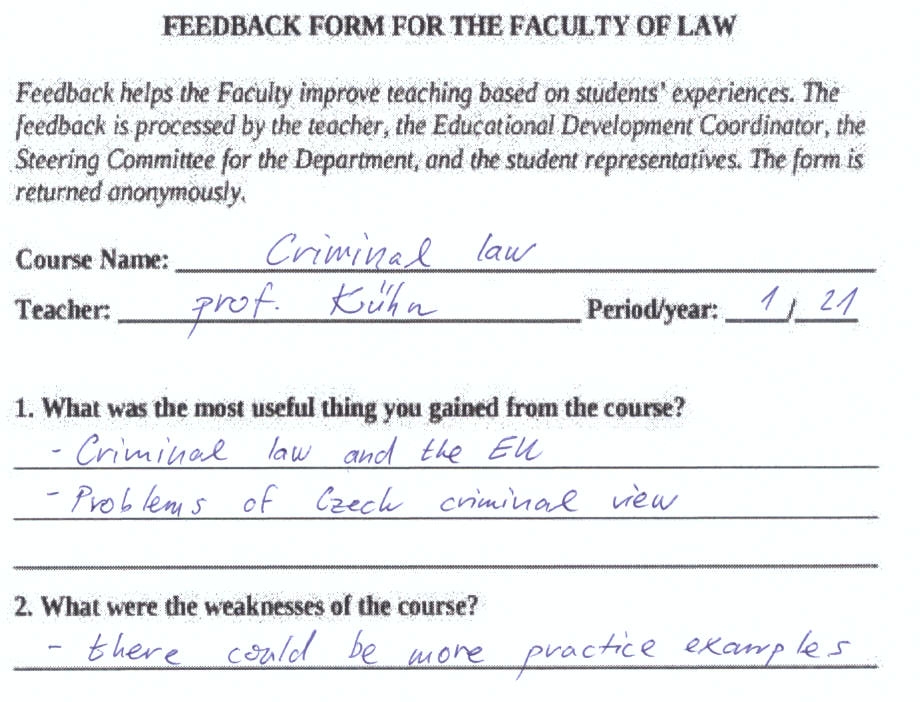 FEEDBACK FORM FOR THE FACULTY OF LAW
Feedback helps the Faculty improve teaching based on students' experiences. The
feedback is processed by the teacher, the Educational Development Coordinator, the
Steering Committee for the Department, and the student representatives. The form is
returned anonymously.
Course Name: Criminal law
Teacher: prof. Kühn Period/year: 1/21
1. What was the most useful thing you gained from the course?
- Criminal law and the EU
- Problems of Czech criminal view
2. What were the weaknesses of the course?
- there could be more practice examples